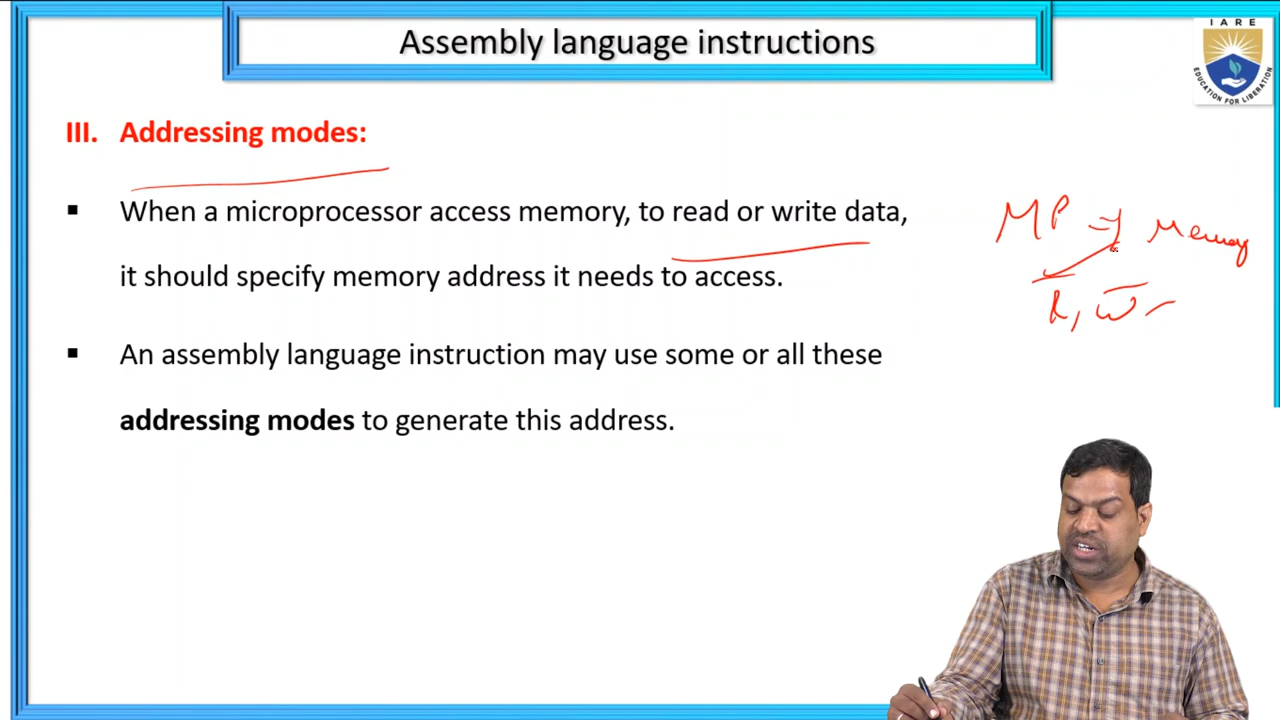 IARE
EDUCATION FOR LIBERATION
Assembly language instructions
III. Addressing modes:
▪ When a microprocessor access memory, to read or write data,
it should specify memory address it needs to access.
MP ⇒ Memory
R, W
▪ An assembly language instruction may use some or all these
addressing modes to generate this address.